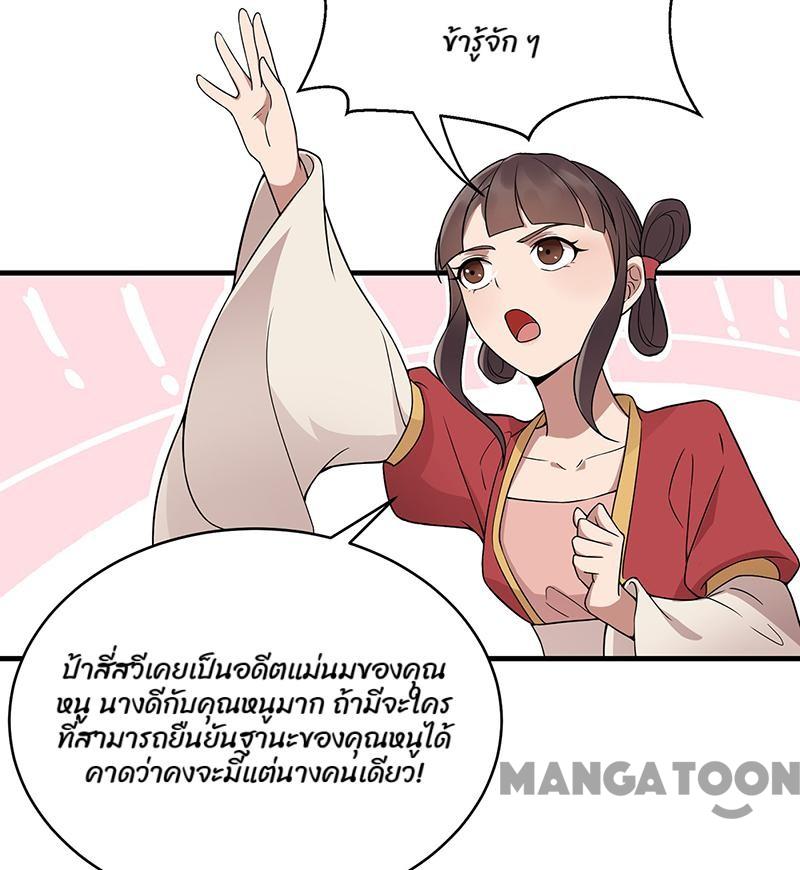 ข้ารู้จัก ๆ
ป้าสี่สวีเคยเป็นอดีตแม่นมของคุณ
หนู นางดีกับคุณหนูมาก ถ้ามีจะใคร
ที่สามารถยืนยันฐานะของคุณหนูได้
คาดว่าคงจะมีแต่นางคนเดียว!
MANGATOON